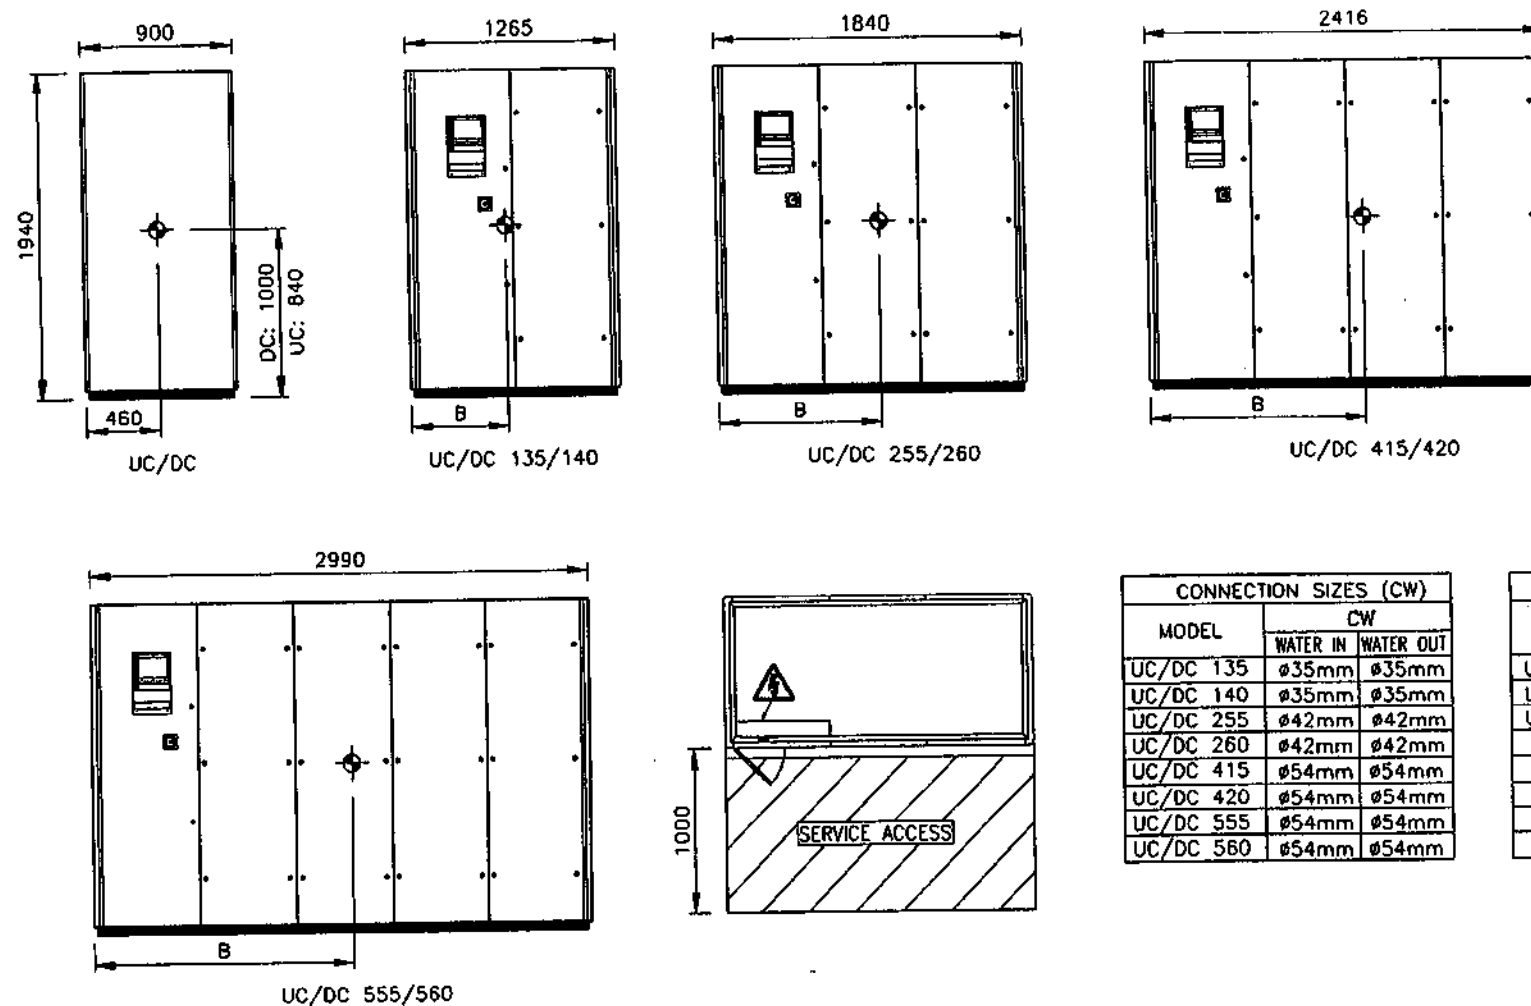 900
1265
1840
2416
1940
DC: 1000
UC: 840
460
B
B
B
UC/DC
UC/DC 135/140
UC/DC 255/260
UC/DC 415/420
2990
B
UC/DC 555/560
1000
SERVICE ACCESS
CONNECTION SIZES (CW)
MODEL CW
WATER IN WATER OUT
UC/DC 135 ø35mm ø35mm
UC/DC 140 ø35mm ø35mm
UC/DC 255 ø42mm ø42mm
UC/DC 260 ø42mm ø42mm
UC/DC 415 ø54mm ø54mm
UC/DC 420 ø54mm ø54mm
UC/DC 555 ø54mm ø54mm
UC/DC 560 ø54mm ø54mm